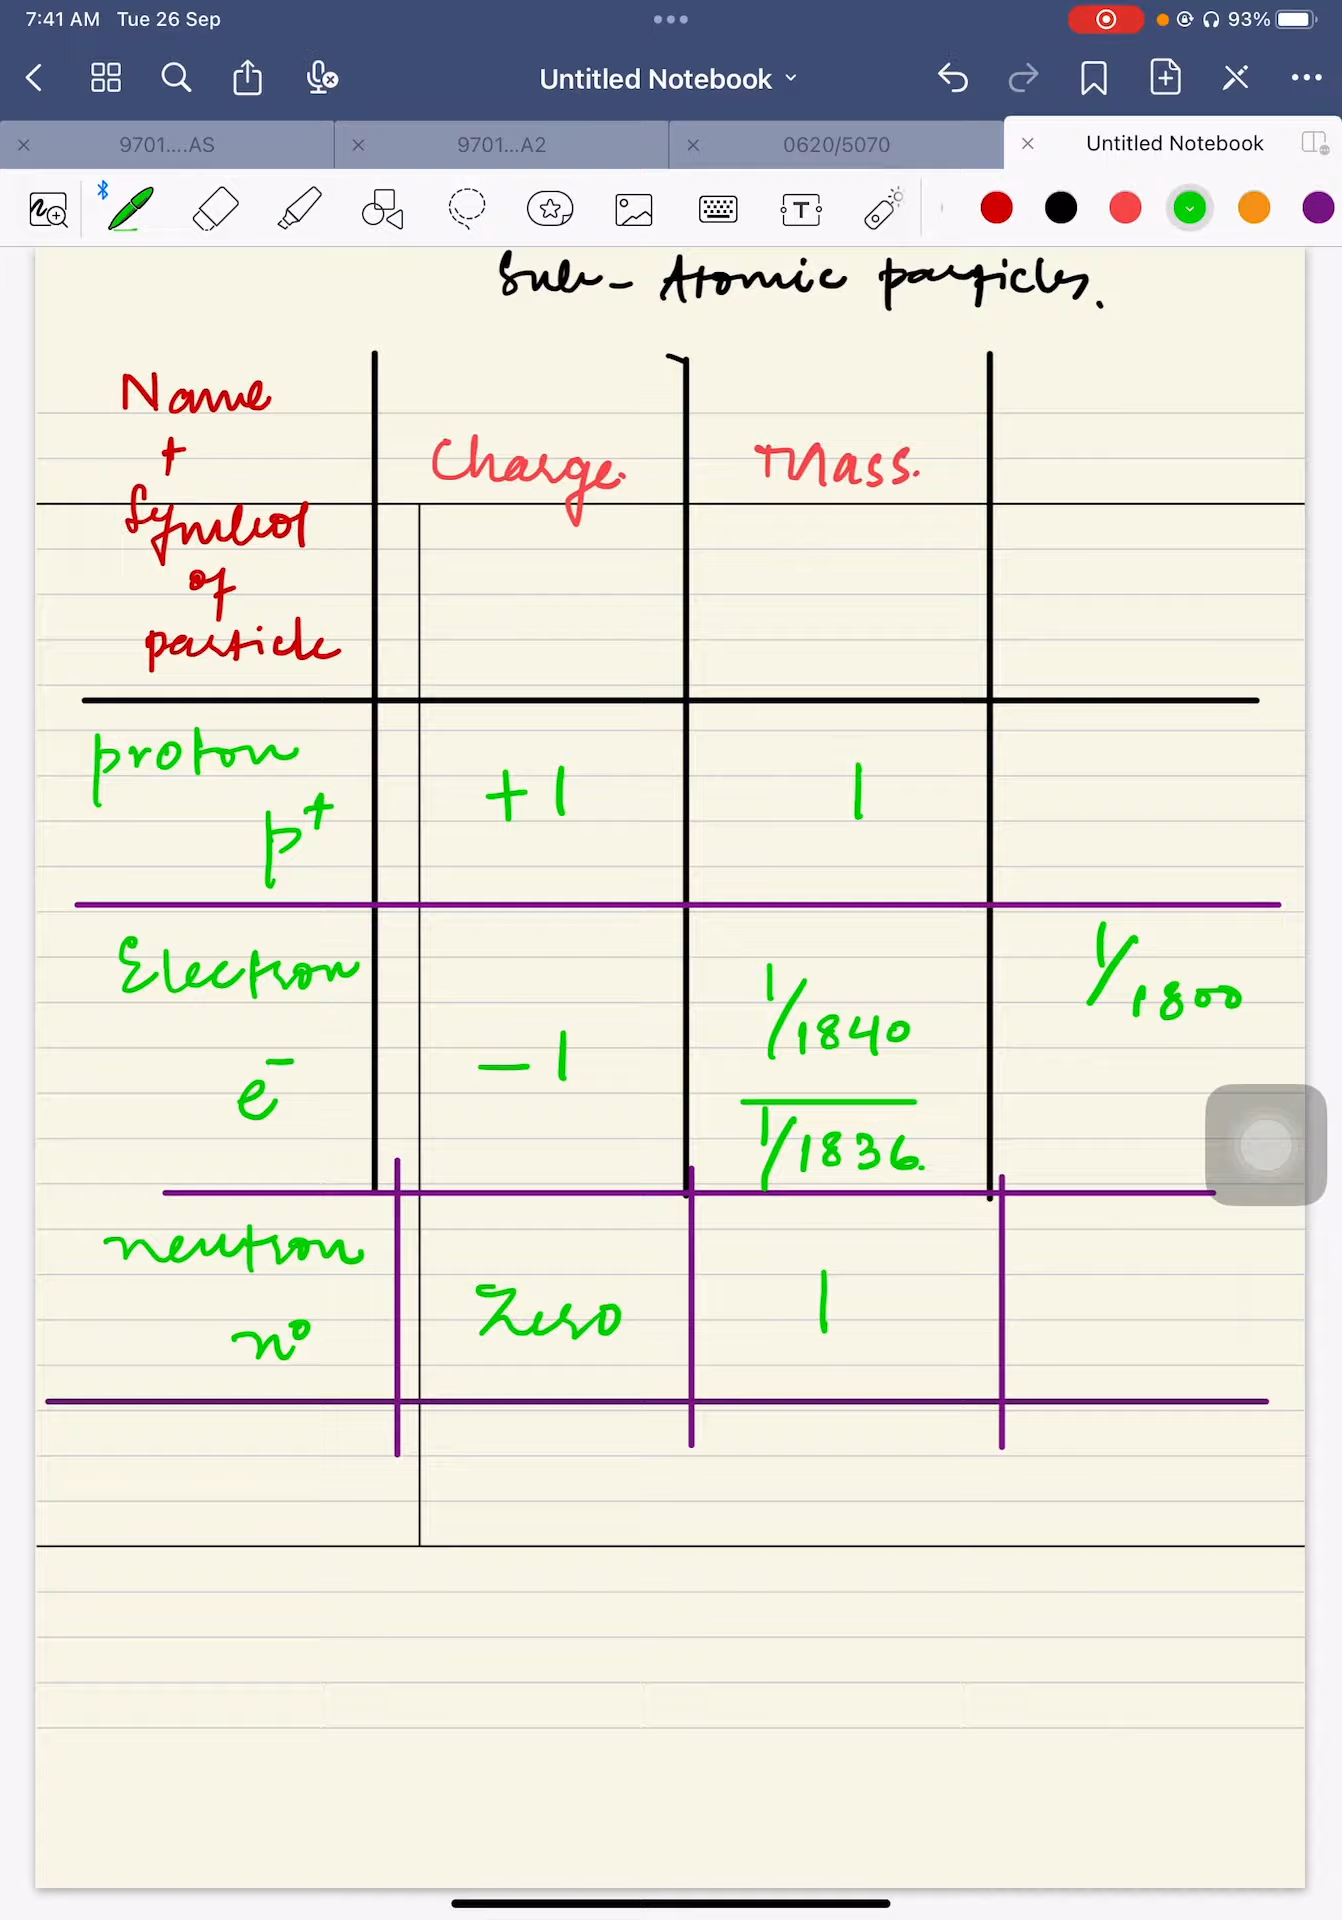 7:41 AM Tue 26 Sep
93%
Untitled Notebook
9701....AS
9701...A2
0620/5070
Untitled Notebook
T
Sub- Atomic particles.
Name
+
Symbol
of
particle
Charge.
Mass.
proton
p⁺
+1
1
Electron
e⁻
-1
1/1840
1/1836.
1/1800
neutron
n⁰
Zero
1